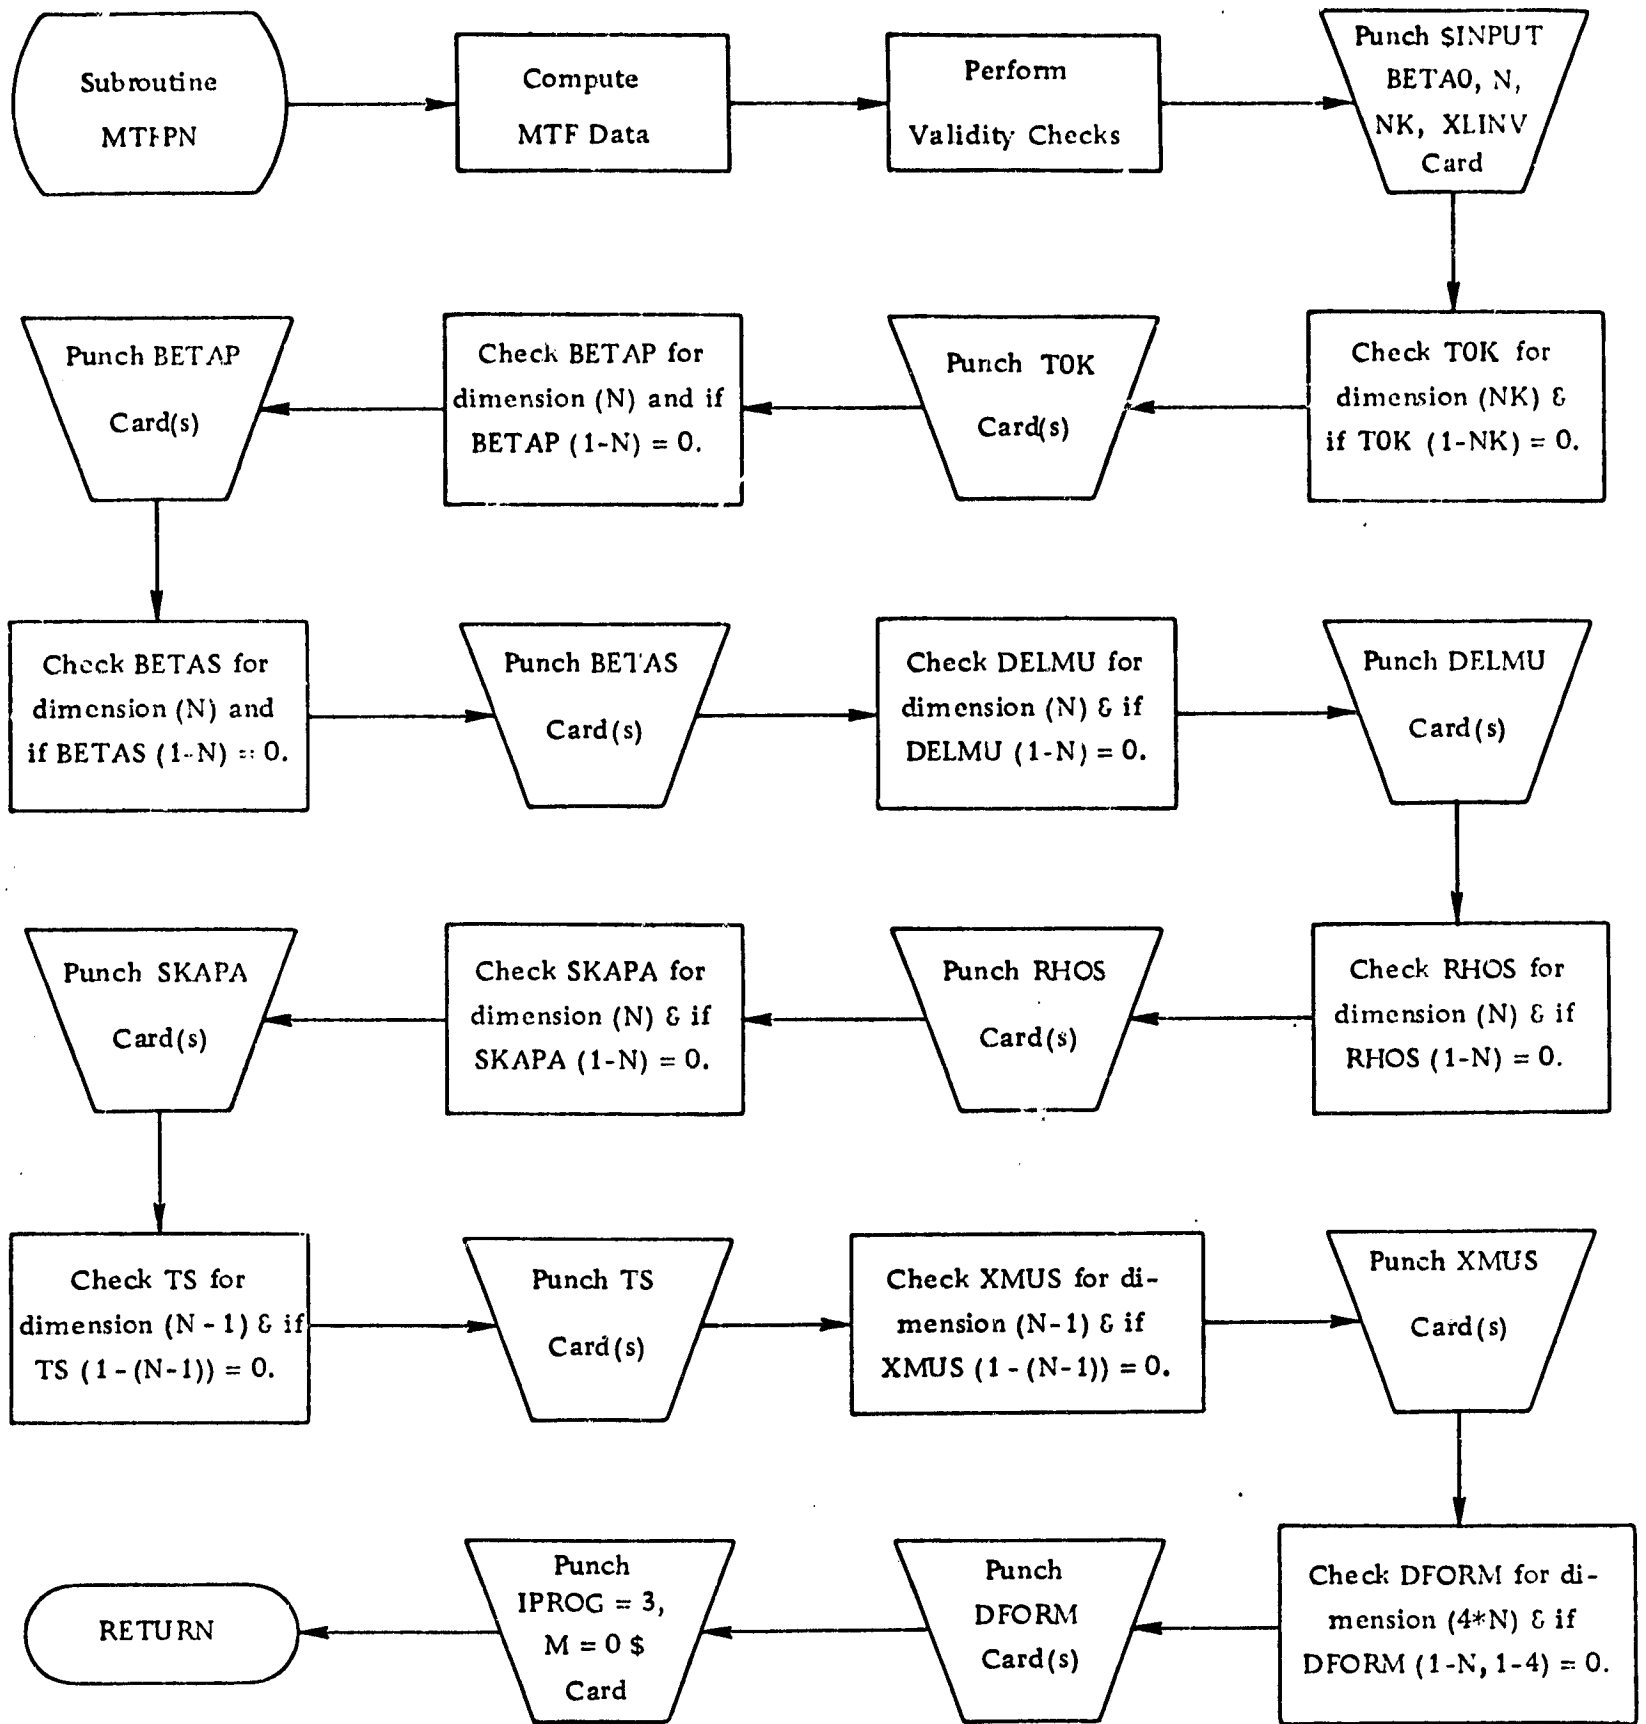 Subroutine
Compute
MTF Data
Perform
Validity Checks
Punch $INPUT
BETA0, N,
NK, XLINV
Card
Check T0K for
dimension (NK) &
if T0K (1-NK) = 0.
Punch T0K
Card(s)
Check BETAP for
dimension (N) and if
BETAP (1-N) = 0.
Punch BETAP
Card(s)
Check BETAS for
dimension (N) and
if BETAS (1-N) = 0.
Punch BETAS
Card(s)
Check DELMU for
dimension (N) & if
DELMU (1-N) = 0.
Punch DELMU
Card(s)
Check RHOS for
dimension (N) & if
RHOS (1-N) = 0.
Punch RHOS
Card(s)
Check SKAPA for
dimension (N) & if
SKAPA (1-N) = 0.
Punch SKAPA
Card(s)
Check TS for
dimension (N - 1) & if
TS (1 - (N-1)) = 0.
Punch TS
Card(s)
Check XMUS for di-
mension (N-1) & if
XMUS (1 - (N-1)) = 0.
Punch XMUS
Card(s)
Check DFORM for di-
mension (4*N) & if
DFORM (1-N, 1-4) = 0.
Punch
DFORM
Card(s)
Punch
IPROG = 3,
M = 0 $
Card
RETURN